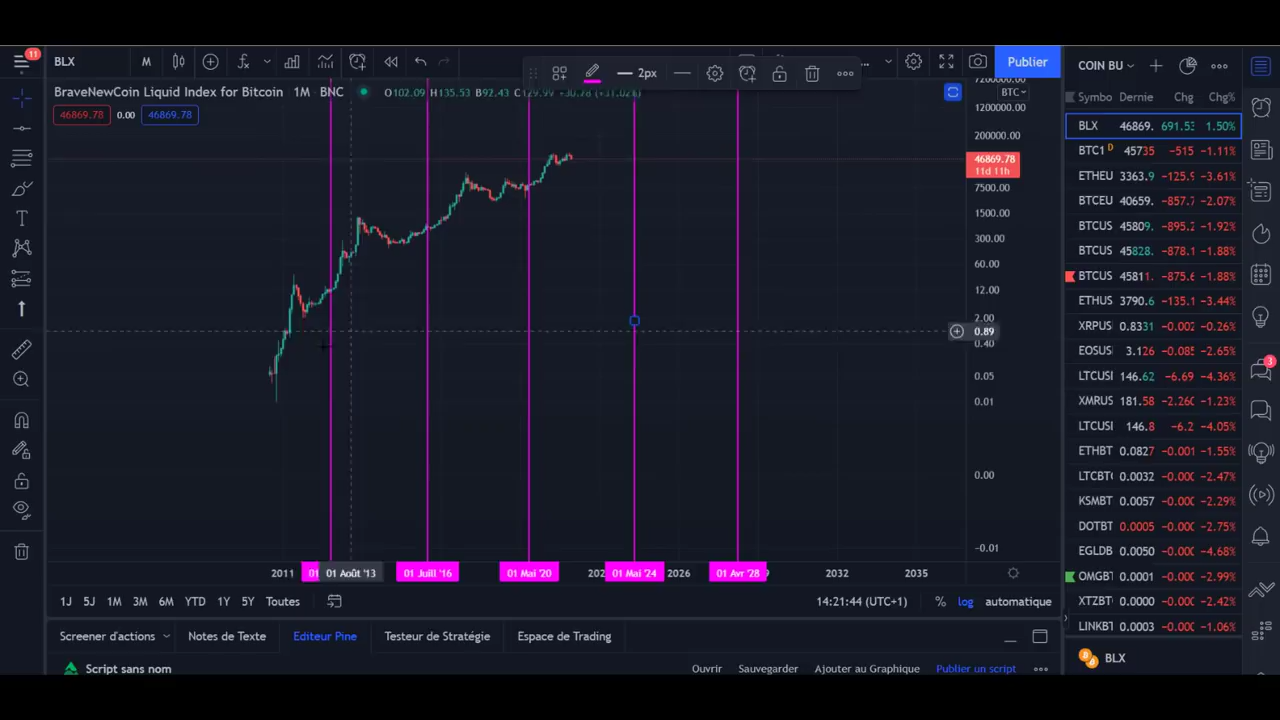 11
BLX
M
2px
Publier
COIN BU
BraveNewCoin Liquid Index for Bitcoin 1M BNC
O102.09 H135.53 B92.43
BTC
46869.78 0.00 46869.78
1200000.00
200000.00
46869.78
11d 11h
7500.00
1500.00
300.00
60.00
12.00
2.00
0.89
0.40
0.05
0.01
0.00
-0.01
2011 01 Août '13 01 Juill '16 01 Mai '20 01 Mai '24 2026 01 Avr '28 2032 2035
1J 5J 1M 3M 6M YTD 1Y 5Y Toutes
14:21:44 (UTC+1) % log automatique
Screener d'actions Notes de Texte Editeur Pine Testeur de Stratégie Espace de Trading
Script sans nom Ouvrir Sauvegarder Ajouter au Graphique Publier un script
Symbo Dernie Chg Chg%
BLX 46869. 691.53 1.50%
BTC1 D 45735 −515 −1.11%
ETHEU 3363.9 −125.9 −3.61%
BTCEU 40659. −857.7 −2.07%
BTCUS 45809. −895.2 −1.92%
BTCUS 45828. −878.1 −1.88%
BTCUS 45811. −875.6 −1.88%
ETHUS 3790.6 −135.1 −3.44%
XRPUS 0.8331 −0.002 −0.26%
EOSUS 3.126 −0.085 −2.65%
LTCUS 146.62 −6.69 −4.36%
XMRUS 181.58 −2.260 −1.23%
LTCUS 146.8 −6.2 −4.05%
ETHBT 0.0827 −0.001 −1.55%
LTCBT 0.0032 −0.000 −2.47%
KSMBT 0.0057 −0.000 −2.29%
DOTBT 0.0005 −0.000 −2.75%
EGLDB 0.0050 −0.000 −4.68%
OMGBT 0.0001 −0.000 −2.99%
XTZBT 0.0000 −0.000 −2.42%
LINKBT 0.0003 −0.000 −1.06%
BLX
3